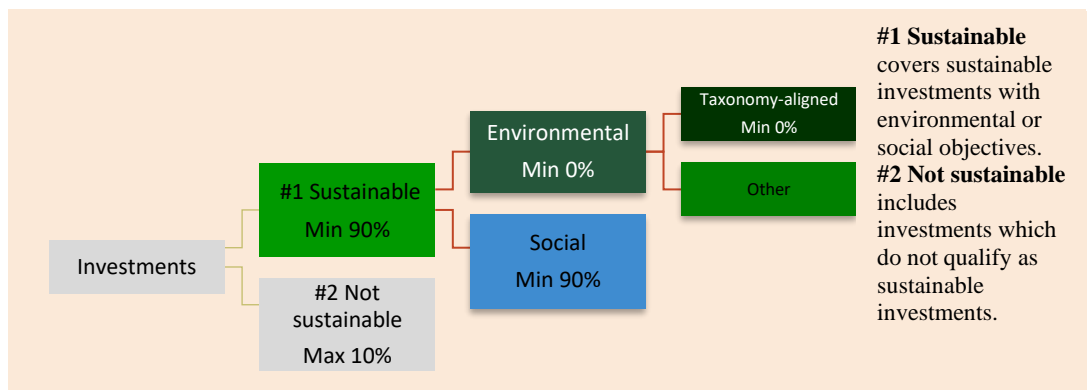 Investments
#1 Sustainable
Min 90%
#2 Not
sustainable
Max 10%
Environmental
Min 0%
Social
Min 90%
Taxonomy-aligned
Min 0%
Other
#1 Sustainable
covers sustainable
investments with
environmental or
social objectives.
#2 Not sustainable
includes
investments which
do not qualify as
sustainable
investments.